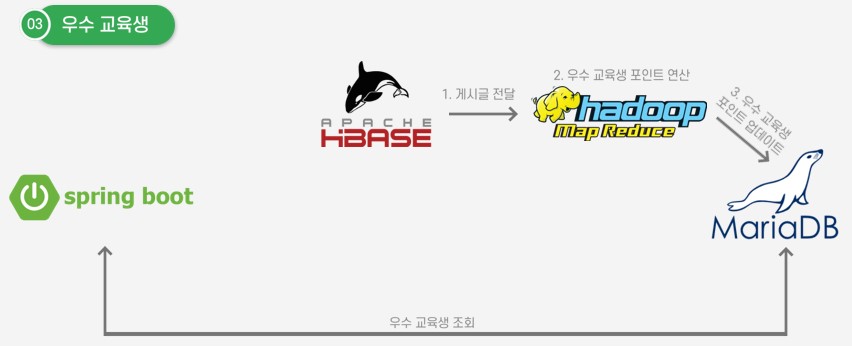 03 우수 교육생
APACHE
HBASE
1. 게시글 전달
2. 우수 교육생 포인트 연산
hadoop
Map Reduce
3. 우수 교육생
포인트 업데이트
spring boot
MariaDB
우수 교육생 조회